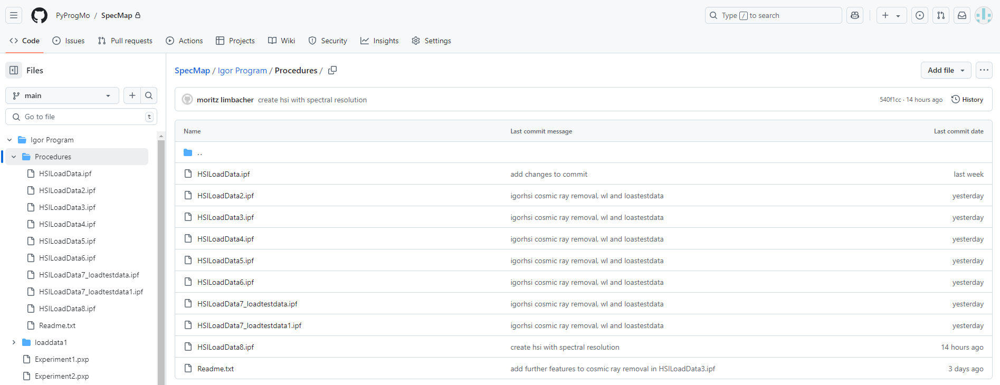 PyProgMo / SpecMap
Type / to search
Code Issues Pull requests Actions Projects Wiki Security Insights Settings
Files
main
Go to file t
Igor Program
Procedures
HSILoadData.ipf
HSILoadData2.ipf
HSILoadData3.ipf
HSILoadData4.ipf
HSILoadData5.ipf
HSILoadData6.ipf
HSILoadData7_loadtestdata.ipf
HSILoadData7_loadtestdata1.ipf
HSILoadData8.ipf
Readme.txt
loaddata1
Experiment1.pxp
Experiment2.pxp
SpecMap / Igor Program / Procedures /
Add file
moritz limbacher create hsi with spectral resolution 540f1cc · 14 hours ago History
Name Last commit message Last commit date
..
HSILoadData.ipf add changes to commit last week
HSILoadData2.ipf igorhsi cosmic ray removal, wl and loastestdata yesterday
HSILoadData3.ipf igorhsi cosmic ray removal, wl and loastestdata yesterday
HSILoadData4.ipf igorhsi cosmic ray removal, wl and loastestdata yesterday
HSILoadData5.ipf igorhsi cosmic ray removal, wl and loastestdata yesterday
HSILoadData6.ipf igorhsi cosmic ray removal, wl and loastestdata yesterday
HSILoadData7_loadtestdata.ipf igorhsi cosmic ray removal, wl and loastestdata yesterday
HSILoadData7_loadtestdata1.ipf igorhsi cosmic ray removal, wl and loastestdata yesterday
HSILoadData8.ipf create hsi with spectral resolution 14 hours ago
Readme.txt add further features to cosmic ray removal in HSILoadData3.ipf 3 days ago